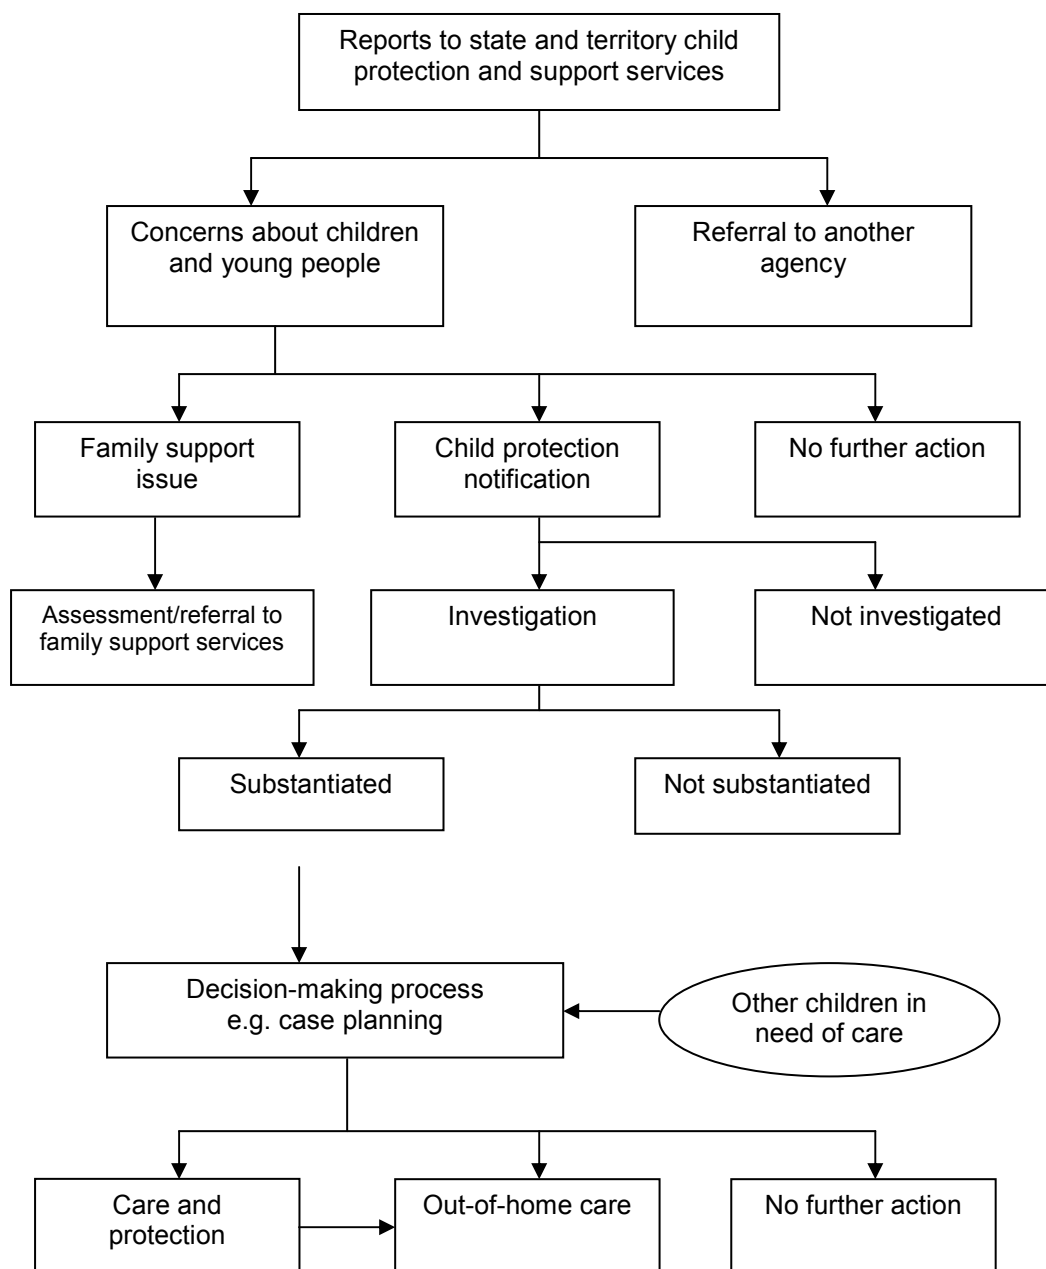 Reports to state and territory child
protection and support services
Concerns about children
and young people
Referral to another
agency
Family support
issue
Child protection
notification
No further action
Assessment/referral to
family support services
Investigation
Not investigated
Substantiated
Not substantiated
Decision-making process
e.g. case planning
Other children in
need of care
Care and
protection
Out-of-home care
No further action